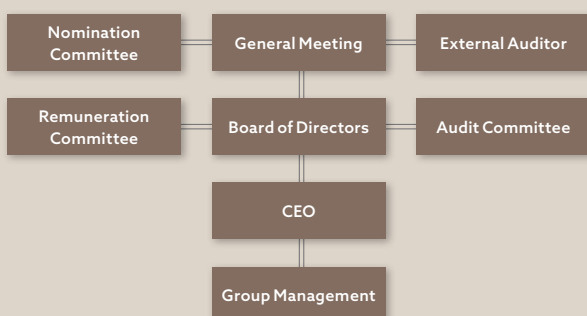 Nomination
Committee
General Meeting
External Auditor
Remuneration
Committee
Board of Directors
Audit Committee
CEO
Group Management